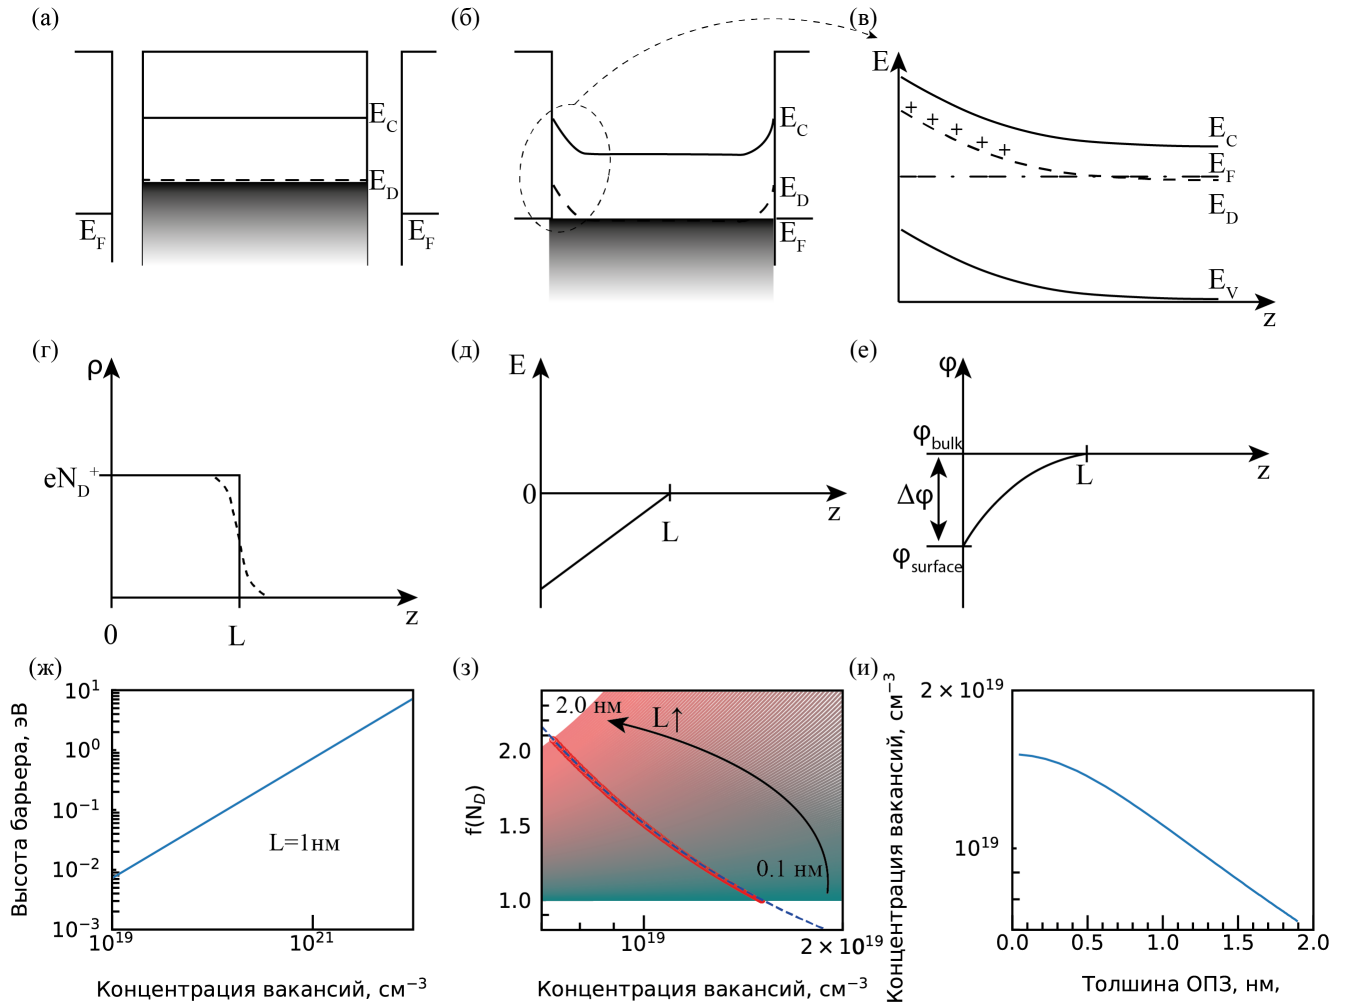 (а)
E_C
E_D
E_F
E_F
(б)
E_C
E_D
E_F
(в)
E
+ + + + +
E_C
E_F
E_D
E_V
z
(г)
ρ
eN_D^+
0
L
z
(д)
E
0
L
z
(е)
φ
φ_bulk
Δφ
φ_surface
L
z
(ж)
Высота барьера, эВ
10^1
10^0
10^−1
10^−2
10^−3
L=1нм
10^19
10^21
Концентрация вакансий, см^−3
(з)
f(N_D)
2.0
1.5
1.0
2.0 нм
L↑
0.1 нм
10^19
2 × 10^19
Концентрация вакансий, см^−3
(и)
Концентрация вакансий, см^−3
2 × 10^19
10^19
0.0
0.5
1.0
1.5
2.0
Толшина ОПЗ, нм,